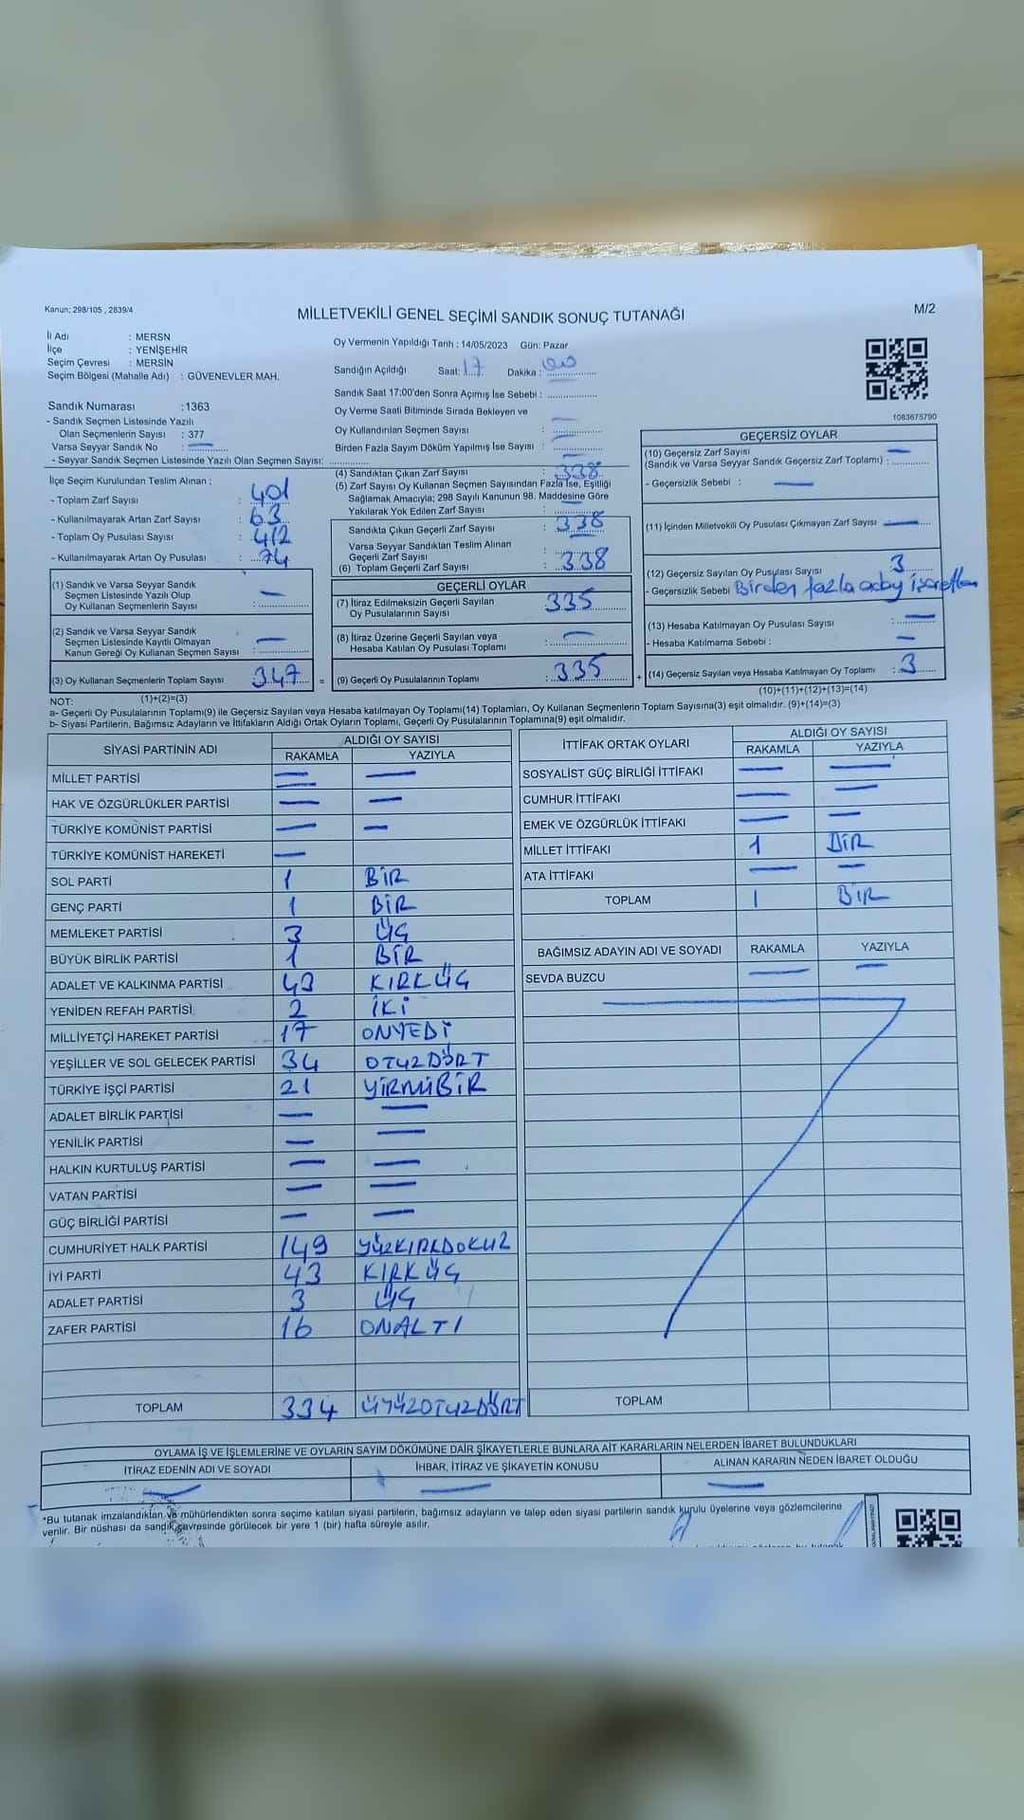 Kanun; 298/105 , 2839/4
MİLLETVEKİLİ GENEL SEÇİMİ SANDIK SONUÇ TUTANAĞI
M/2
İl Adı : MERSN
İlçe : YENİŞEHİR
Seçim Çevresi : MERSİN
Seçim Bölgesi (Mahalle Adı) : GÜVENEVLER MAH.
Oy Vermenin Yapıldığı Tarih : 14/05/2023 Gün: Pazar
Sandığın Açıldığı Saat: 17 Dakika : 00
Sandık Saat 17:00'den Sonra Açımış İse Sebebi :
Oy Verme Saati Bitiminde Sırada Bekleyen ve
Oy Kullandırılan Seçmen Sayısı : —
Birden Fazla Sayım Döküm Yapılmış İse Sayısı : —
1083675790
Sandık Numarası :1363
- Sandık Seçmen Listesinde Yazılı
Olan Seçmenlerin Sayısı : 377
Varsa Seyyar Sandık No : —
- Seyyar Sandık Seçmen Listesinde Yazılı Olan Seçmen Sayısı:
İlçe Seçim Kurulundan Teslim Alınan :
- Toplam Zarf Sayısı : 401
- Kullanılmayarak Artan Zarf Sayısı : 63
- Toplam Oy Pusulası Sayısı : 412
- Kullanılmayarak Artan Oy Pusulası : 74
(1) Sandık ve Varsa Seyyar Sandık
Seçmen Listesinde Yazılı Olup
Oy Kullanan Seçmenlerin Sayısı : —
(2) Sandık ve Varsa Seyyar Sandık
Seçmen Listesinde Kayıtlı Olmayan
Kanun Gereği Oy Kullanan Seçmen Sayısı : —
(3) Oy Kullanan Seçmenlerin Toplam Sayısı : 347 =
(1)+(2)=(3)
(4) Sandıktan Çıkan Zarf Sayısı : 338
(5) Zarf Sayısı Oy Kullanan Seçmen Sayısından Fazla İse, Eşitliği
Sağlamak Amacıyla; 298 Sayılı Kanunun 98. Maddesine Göre
Yakılarak Yok Edilen Zarf Sayısı : —
Sandıkta Çıkan Geçerli Zarf Sayısı : 338
Varsa Seyyar Sandıktan Teslim Alınan
Geçerli Zarf Sayısı : —
(6) Toplam Geçerli Zarf Sayısı : 338
GEÇERLİ OYLAR
(7) İtiraz Edilmeksizin Geçerli Sayılan
Oy Pusulalarının Sayısı : 335
(8) İtiraz Üzerine Geçerli Sayılan veya
Hesaba Katılan Oy Pusulası Toplamı : —
(9) Geçerli Oy Pusulalarının Toplamı : 335 +
GEÇERSİZ OYLAR
(10) Geçersiz Zarf Sayısı
(Sandık ve Varsa Seyyar Sandık Geçersiz Zarf Toplamı) : —
- Geçersizlik Sebebi : —
(11) İçinden Milletvekili Oy Pusulası Çıkmayan Zarf Sayısı : —
(12) Geçersiz Sayılan Oy Pusulası Sayısı : 3
- Geçersizlik Sebebi Birden fazla aday
(13) Hesaba Katılmayan Oy Pusulası Sayısı : —
- Hesaba Katılmama Sebebi : —
(14) Geçersiz Sayılan veya Hesaba Katılmayan Oy Toplamı : 3
(10)+(11)+(12)+(13)=(14)
NOT:
a- Geçerli Oy Pusulalarının Toplamı(9) ile Geçersiz Sayılan veya Hesaba katılmayan Oy Toplamı(14) Toplamları, Oy Kullanan Seçmenlerin Toplam Sayısına(3) eşit olmalıdır. (9)+(14)=(3)
b- Siyasi Partilerin, Bağımsız Adayların ve İttifakların Aldığı Ortak Oyların Toplamı, Geçerli Oy Pusulalarının Toplamına(9) eşit olmalıdır.
SİYASİ PARTİNİN ADI ALDIĞI OY SAYISI
RAKAMLA YAZIYLA
MİLLET PARTİSİ — —
HAK VE ÖZGÜRLÜKLER PARTİSİ — —
TÜRKİYE KOMÜNİST PARTİSİ — —
TÜRKİYE KOMÜNİST HAREKETİ —
SOL PARTİ 1 BİR
GENÇ PARTİ 1 BİR
MEMLEKET PARTİSİ 3 ÜÇ
BÜYÜK BİRLİK PARTİSİ 1 BİR
ADALET VE KALKINMA PARTİSİ 43 KIRKÜÇ
YENİDEN REFAH PARTİSİ 2 İKİ
MİLLİYETÇİ HAREKET PARTİSİ 17 ONYEDİ
YEŞİLLER VE SOL GELECEK PARTİSİ 34 OTUZDÖRT
TÜRKİYE İŞÇİ PARTİSİ 21 YİRMİBİR
ADALET BİRLİK PARTİSİ — —
YENİLİK PARTİSİ — —
HALKIN KURTULUŞ PARTİSİ — —
VATAN PARTİSİ — —
GÜÇ BİRLİĞİ PARTİSİ — —
CUMHURİYET HALK PARTİSİ 149 YÜZKIRKDOKUZ
İYİ PARTİ 43 KIRKÜÇ
ADALET PARTİSİ 3 ÜÇ
ZAFER PARTİSİ 16 ONALTI
TOPLAM 334 ÜÇYÜZOTUZDÖRT
İTTİFAK ORTAK OYLARI ALDIĞI OY SAYISI
RAKAMLA YAZIYLA
SOSYALİST GÜÇ BİRLİĞİ İTTİFAKI — —
CUMHUR İTTİFAKI — —
EMEK VE ÖZGÜRLÜK İTTİFAKI — —
MİLLET İTTİFAKI 1 BİR
ATA İTTİFAKI — —
TOPLAM 1 BİR
BAĞIMSIZ ADAYIN ADI VE SOYADI RAKAMLA YAZIYLA
SEVDA BUZCU — —
TOPLAM
OYLAMA İŞ VE İŞLEMLERİNE VE OYLARIN SAYIM DÖKÜMÜNE DAİR ŞİKAYETLERLE BUNLARA AİT KARARLARIN NELERDEN İBARET BULUNDUKLARI
İTİRAZ EDENİN ADI VE SOYADI İHBAR, İTİRAZ VE ŞİKAYETİN KONUSU ALINAN KARARIN NEDEN İBARET OLDUĞU
— — —
*Bu tutanak imzalandıktan ve mühürlendikten sonra seçime katılan siyasi partilerin, bağımsız adayların ve talep eden siyasi partilerin sandık kurulu üyelerine veya gözlemcilerine
verilir. Bir nüshası da sandık çevresinde görülecek bir yere 1 (bir) hafta süreyle asılır.